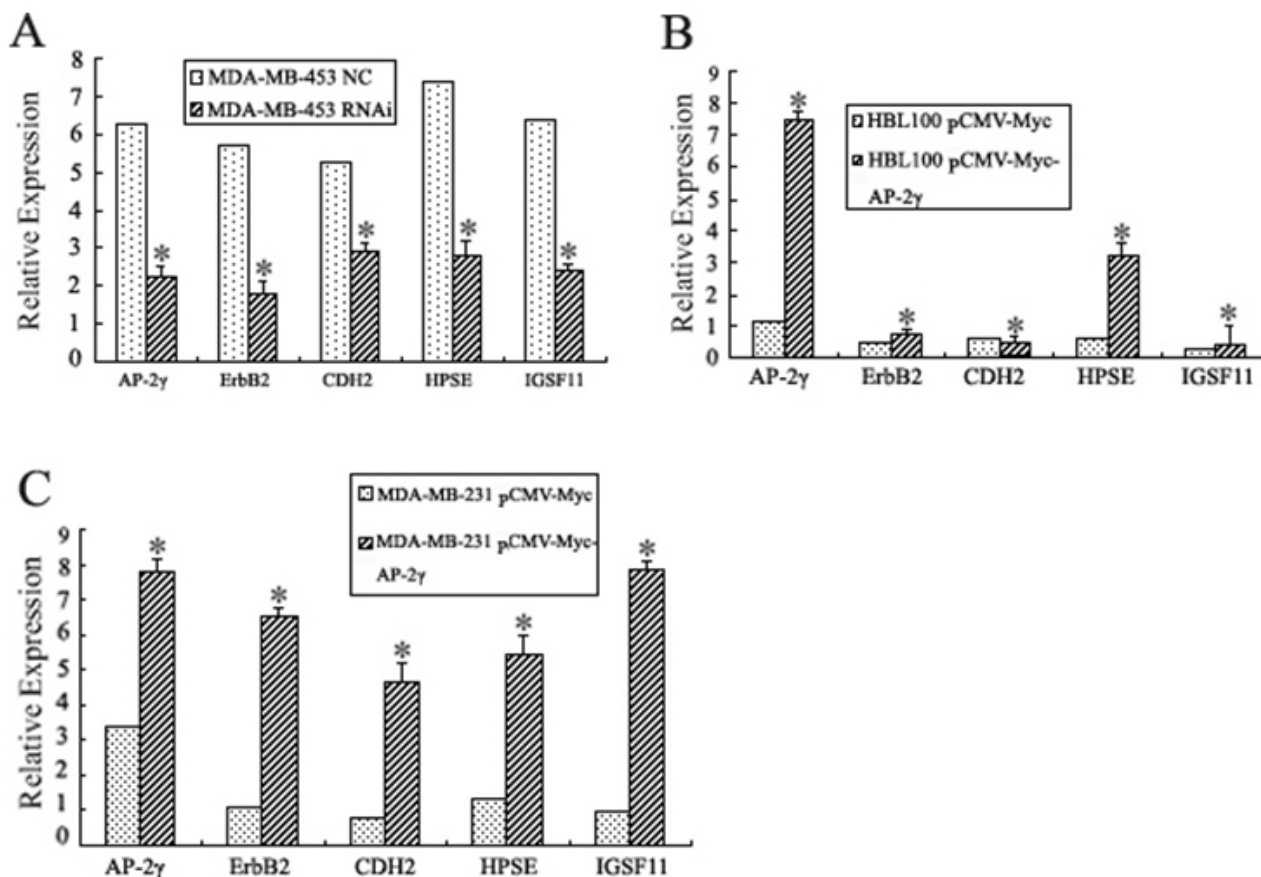 A
Relative Expression
8
7
6
5
4
3
2
1
0
MDA-MB-453 NC
MDA-MB-453 RNAi
* * * * *
AP-2γ ErbB2 CDH2 HPSE IGSF11
B
Relative Expression
9
8
7
6
5
4
3
2
1
0
HBL100 pCMV-Myc
HBL100 pCMV-Myc-
AP-2γ
* * * * *
AP-2γ ErbB2 CDH2 HPSE IGSF11
C
Relative Expression
9
8
7
6
5
4
3
2
1
0
MDA-MB-231 pCMV-Myc
MDA-MB-231 pCMV-Myc-
AP-2γ
* * * * *
AP-2γ ErbB2 CDH2 HPSE IGSF11